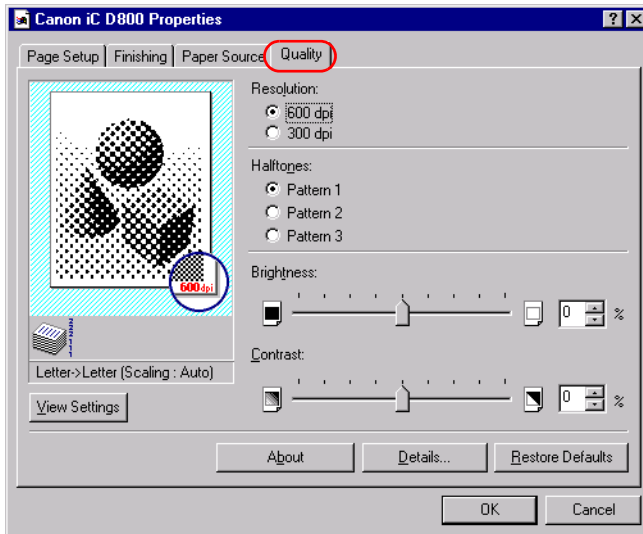 Canon iC D800 Properties
Page Setup Finishing Paper Source Quality
Resolution:
600 dpi
300 dpi
Halftones:
Pattern 1
Pattern 2
Pattern 3
600dpi
Brightness:
0 %
Letter->Letter (Scaling : Auto)
Contrast:
0 %
View Settings
About Details... Restore Defaults
OK Cancel